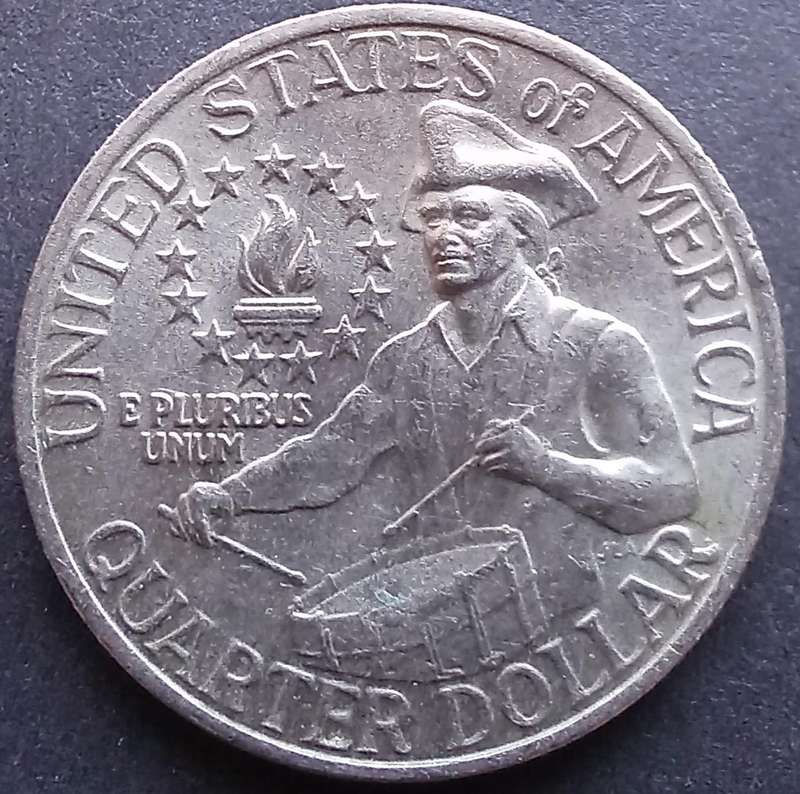 UNITED STATES of AMERICA
E PLURIBUS
UNUM
QUARTER DOLLAR